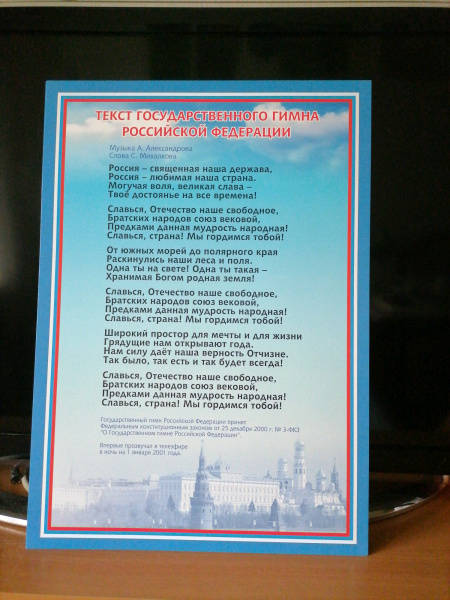 ТЕКСТ ГОСУДАРСТВЕННОГО ГИМНА
РОССИЙСКОЙ ФЕДЕРАЦИИ
Музыка А. Александрова
Слова С. Михалкова
Россия – священная наша держава,
Россия – любимая наша страна.
Могучая воля, великая слава –
Твоё достоянье на все времена!
Славься, Отечество наше свободное,
Братских народов союз вековой,
Предками данная мудрость народная!
Славься, страна! Мы гордимся тобой!
От южных морей до полярного края
Раскинулись наши леса и поля.
Одна ты на свете! Одна ты такая –
Хранимая Богом родная земля!
Славься, Отечество наше свободное,
Братских народов союз вековой,
Предками данная мудрость народная!
Славься, страна! Мы гордимся тобой!
Широкий простор для мечты и для жизни
Грядущие нам открывают года.
Нам силу даёт наша верность Отчизне.
Так было, так есть и так будет всегда!
Славься, Отечество наше свободное,
Братских народов союз вековой,
Предками данная мудрость народная!
Славься, страна! Мы гордимся тобой!
Государственный гимн Российской Федерации принят
Федеральным конституционным законом от 25 декабря 2000 г. № 3-ФКЗ
"О Государственном гимне Российской Федерации"
Впервые прозвучал в телеэфире
в ночь на 1 января 2001 года.